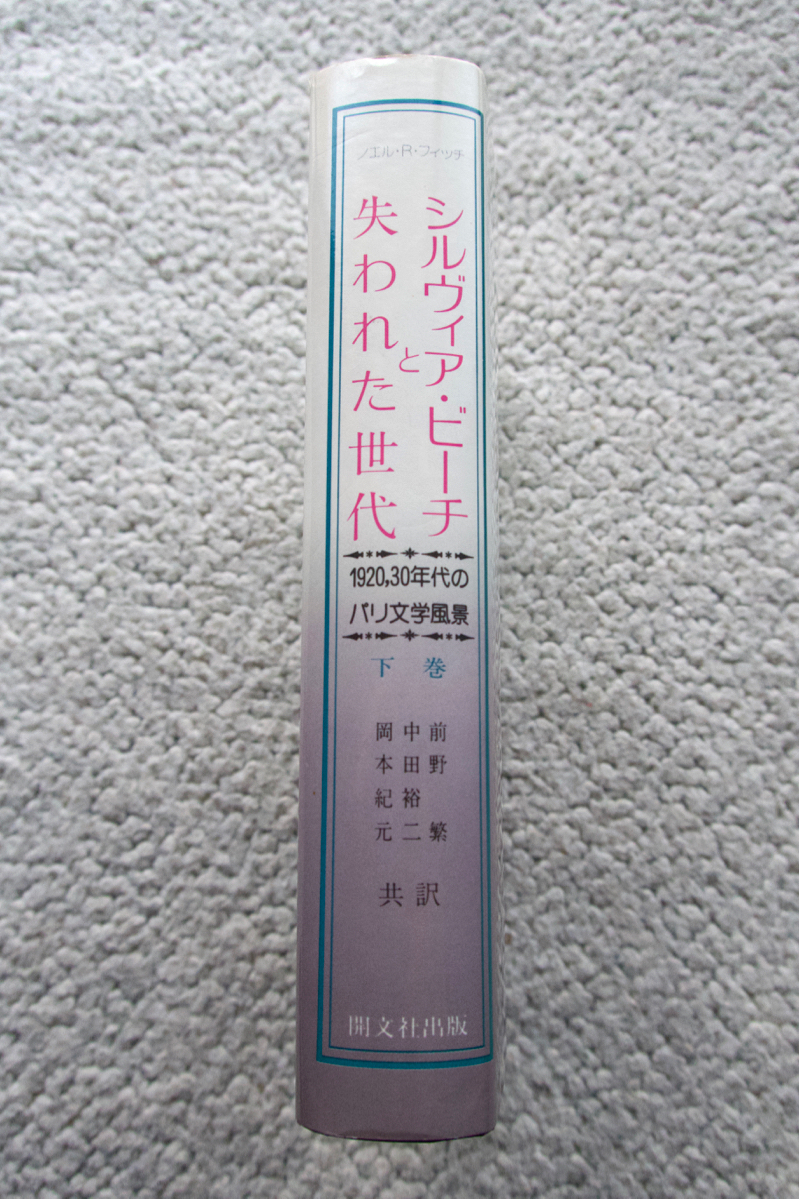 ノエル・R・フィッチ
シルヴィア・ビーチ
と
失われた世代
1920,30年代の
パリ文学風景
下巻
前野繁
中田裕二
岡本紀元
共訳
開文社出版